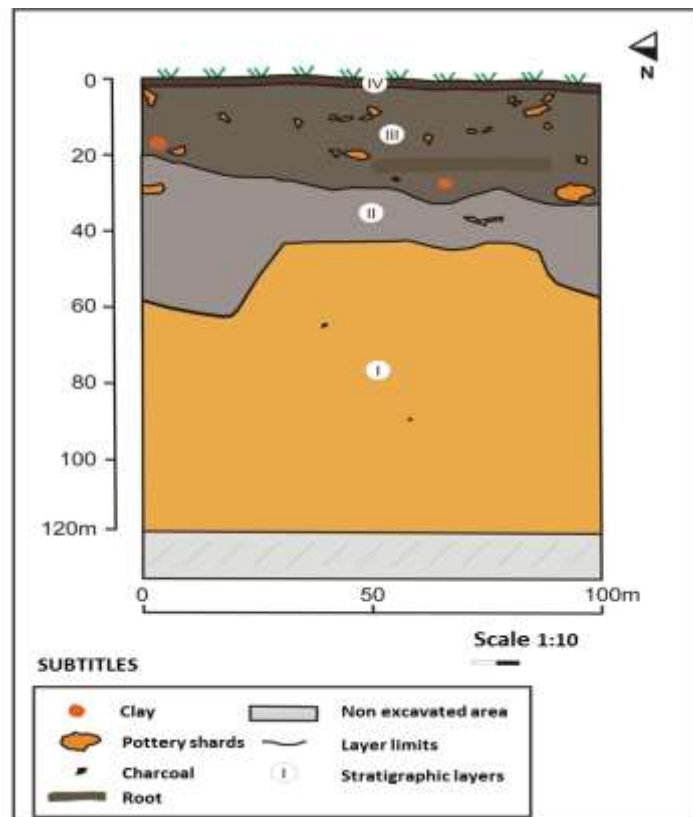 N
0
IV
III
20
II
40
60
I
80
100
120m
0 50 100m
Scale 1:10
SUBTITLES
Clay Non excavated area
Pottery shards Layer limits
Charcoal I Stratigraphic layers
Root